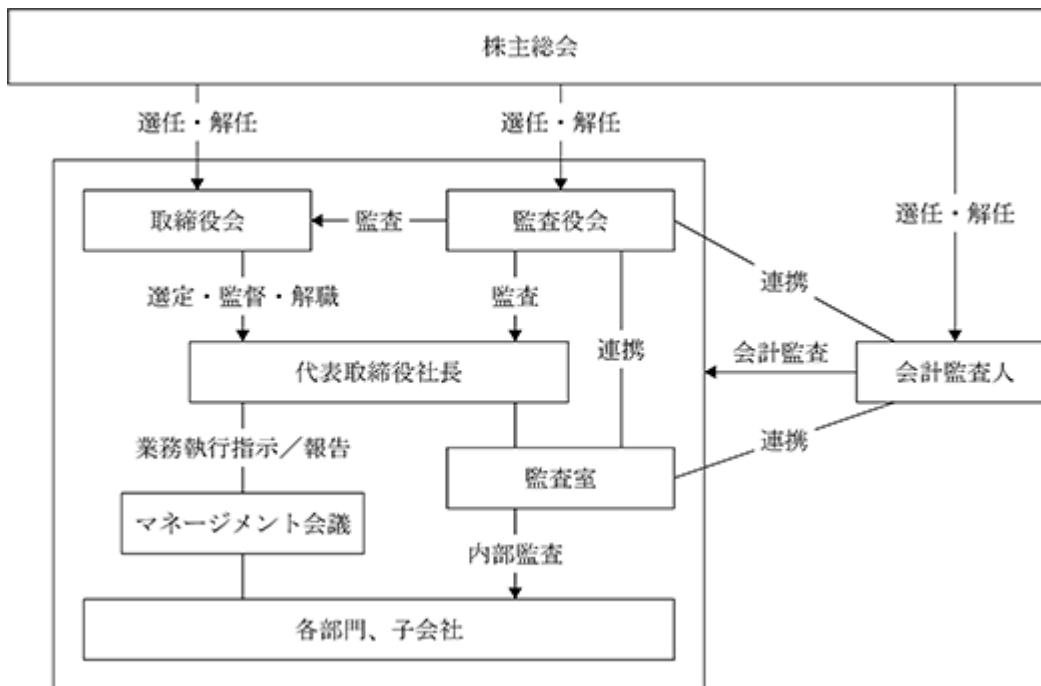 株主総会
選任・解任
選任・解任
選任・解任
取締役会
監査
監査役会
連携
選定・監督・解職
監査
連携
会計監査
代表取締役社長
会計監査人
業務執行指示／報告
監査室
連携
マネージメント会議
内部監査
各部門、子会社